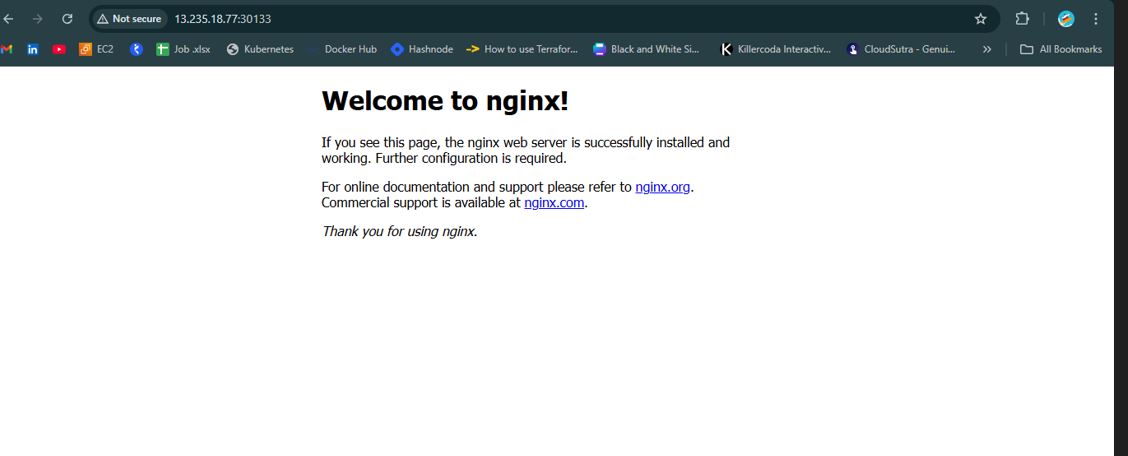 Not secure 13.235.18.77:30133
EC2 Job .xlsx Kubernetes Docker Hub Hashnode How to use Terrafor... Black and White Si... Killercoda Interactiv... CloudSutra - Genui... » All Bookmarks
Welcome to nginx!
If you see this page, the nginx web server is successfully installed and
working. Further configuration is required.
For online documentation and support please refer to nginx.org.
Commercial support is available at nginx.com.
Thank you for using nginx.